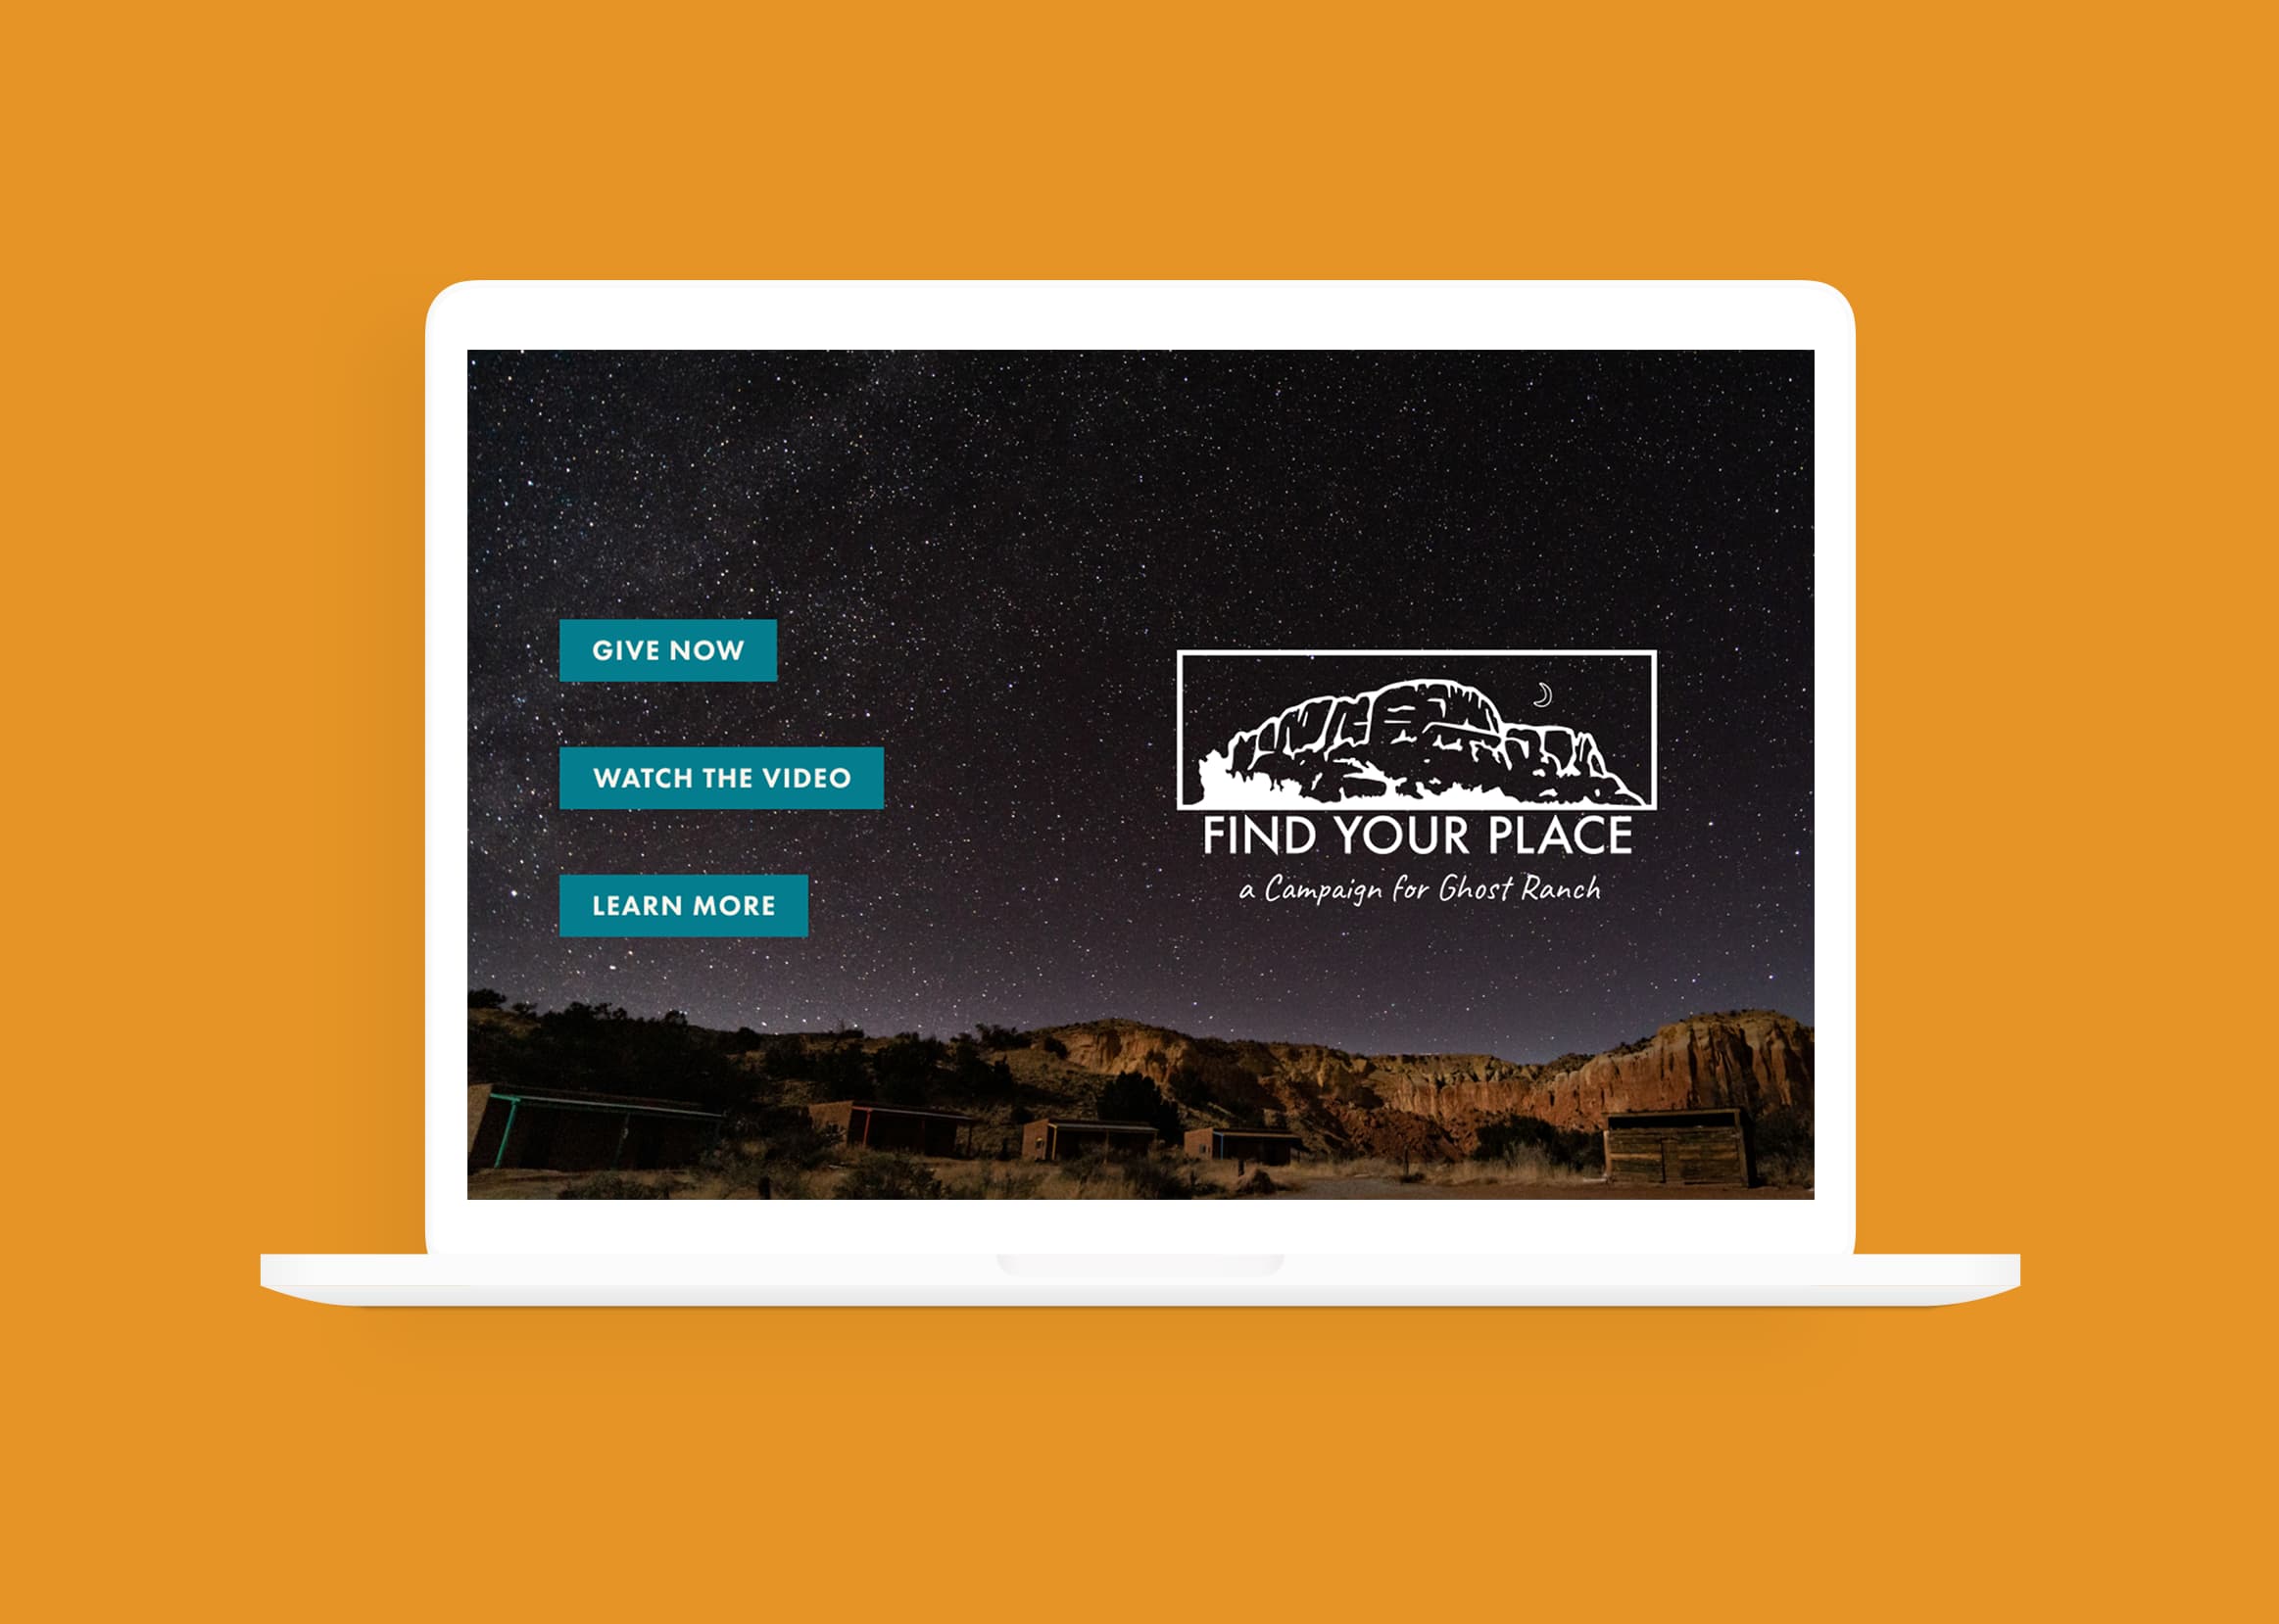 GIVE NOW
WATCH THE VIDEO
LEARN MORE
FIND YOUR PLACE
a Campaign for Ghost Ranch